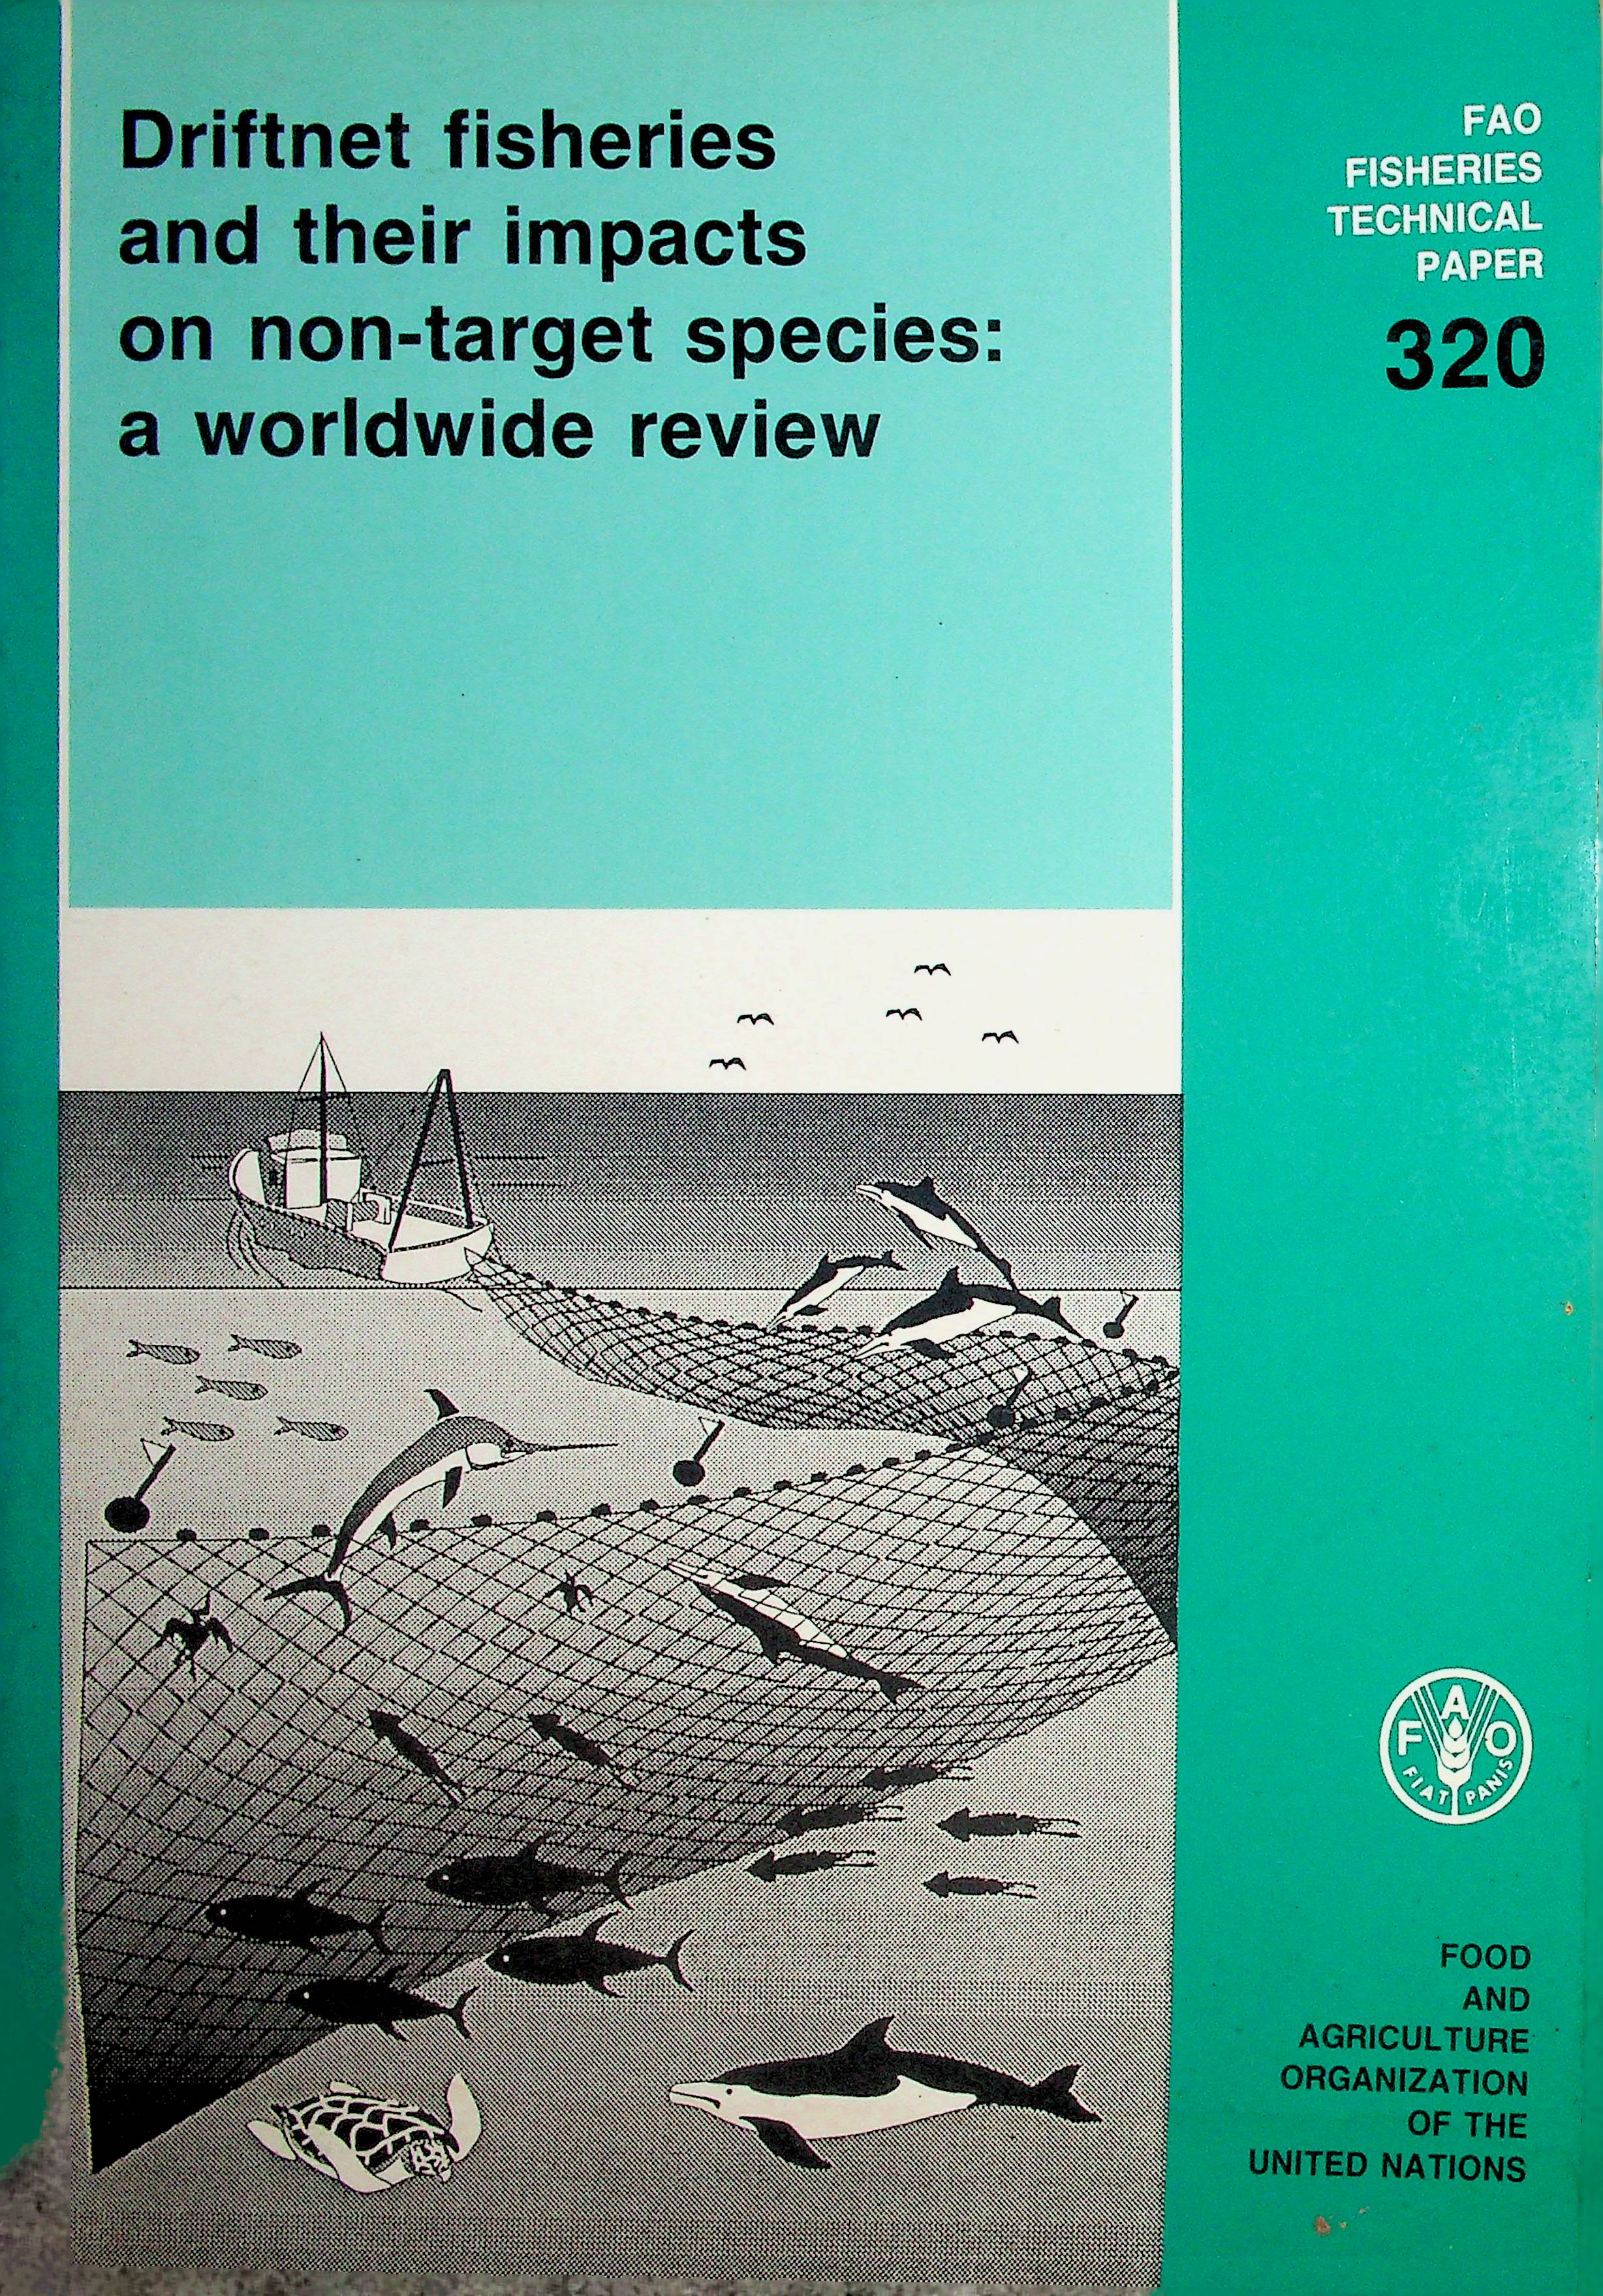 Driftnet fisheries
and their impacts
on non-target species:
a worldwide review
FAO
FISHERIES
TECHNICAL
PAPER
320
F A O
FIAT PANIS
FOOD
AND
AGRICULTURE
ORGANIZATION
OF THE
UNITED NATIONS